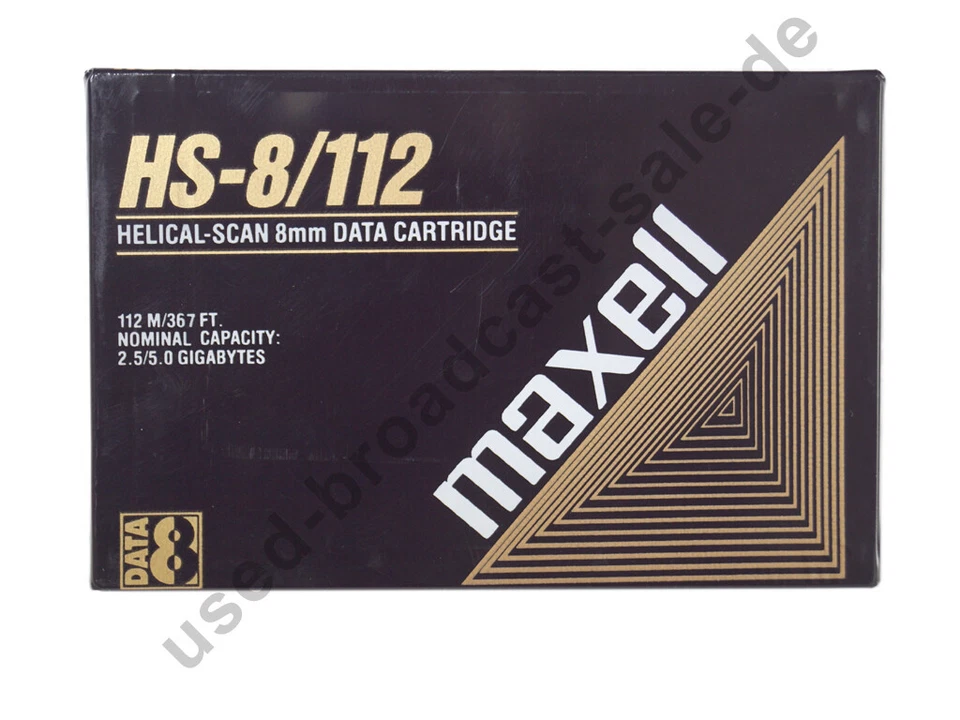 HS-8/112
HELICAL-SCAN 8mm DATA CARTRIDGE
112 M/367 FT.
NOMINAL CAPACITY:
2.5/5.0 GIGABYTES
maxell
DATA
8
used-broadcast-sale-de